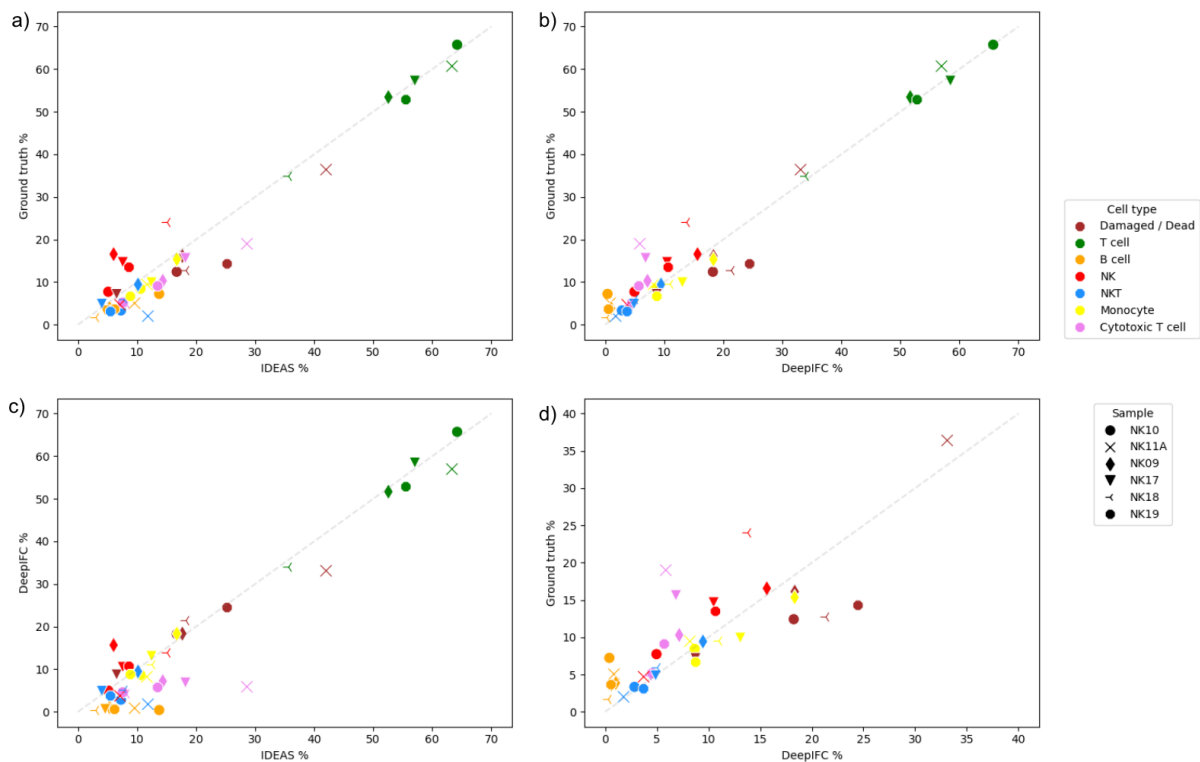 a)
70
60
50
40
30
20
10
0
Ground truth %
0 10 20 30 40 50 60 70
IDEAS %
b)
70
60
50
40
30
20
10
0
Ground truth %
0 10 20 30 40 50 60 70
DeepIFC %
Cell type
Damaged / Dead
T cell
B cell
NK
NKT
Monocyte
Cytotoxic T cell
c)
70
60
50
40
30
20
10
0
DeepIFC %
0 10 20 30 40 50 60 70
IDEAS %
d)
40
35
30
25
20
15
10
5
0
Ground truth %
0 5 10 15 20 25 30 35 40
DeepIFC %
Sample
NK10
NK11A
NK09
NK17
NK18
NK19